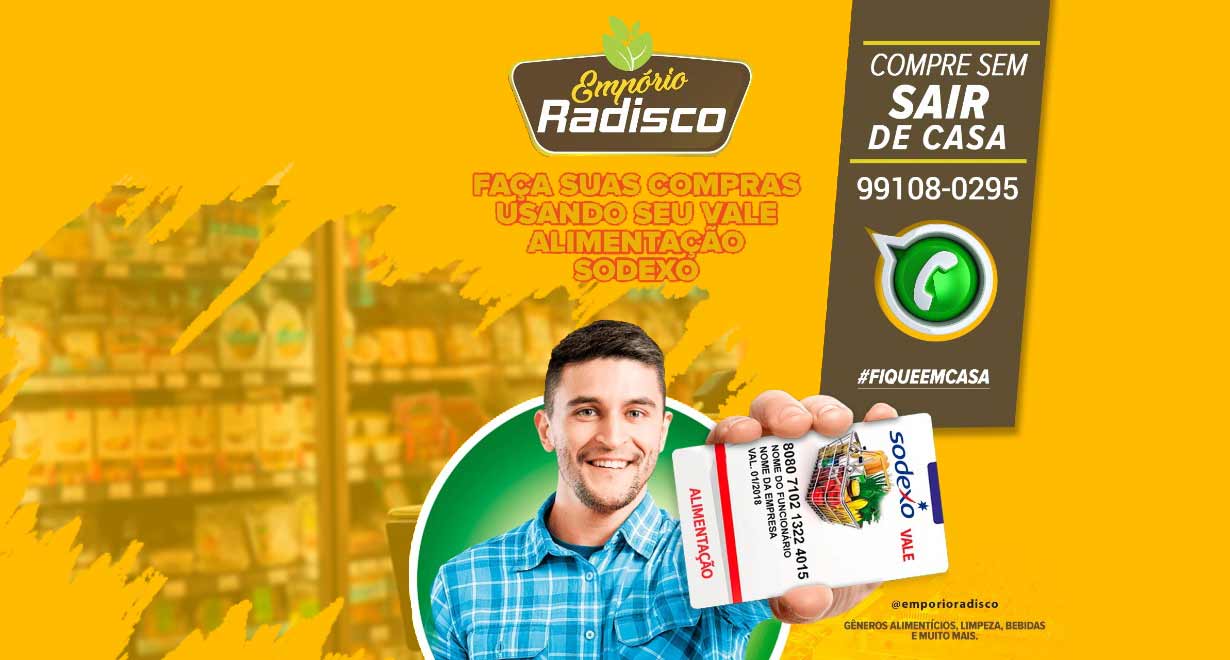 Empório
Radisco
FAÇA SUAS COMPRAS
USANDO SEU VALE
ALIMENTAÇÃO
SODEXO
COMPRE SEM
SAIR
DE CASA
99108-0295
#FIQUEEMCASA
sodexo
VALE
8080 7102 1322 4015
NOME DO FUNCIONÁRIO
NOME DA EMPRESA
VAL. 01/2018
ALIMENTAÇÃO
@emporioradisco
GÊNEROS ALIMENTÍCIOS, LIMPEZA, BEBIDAS
E MUITO MAIS.